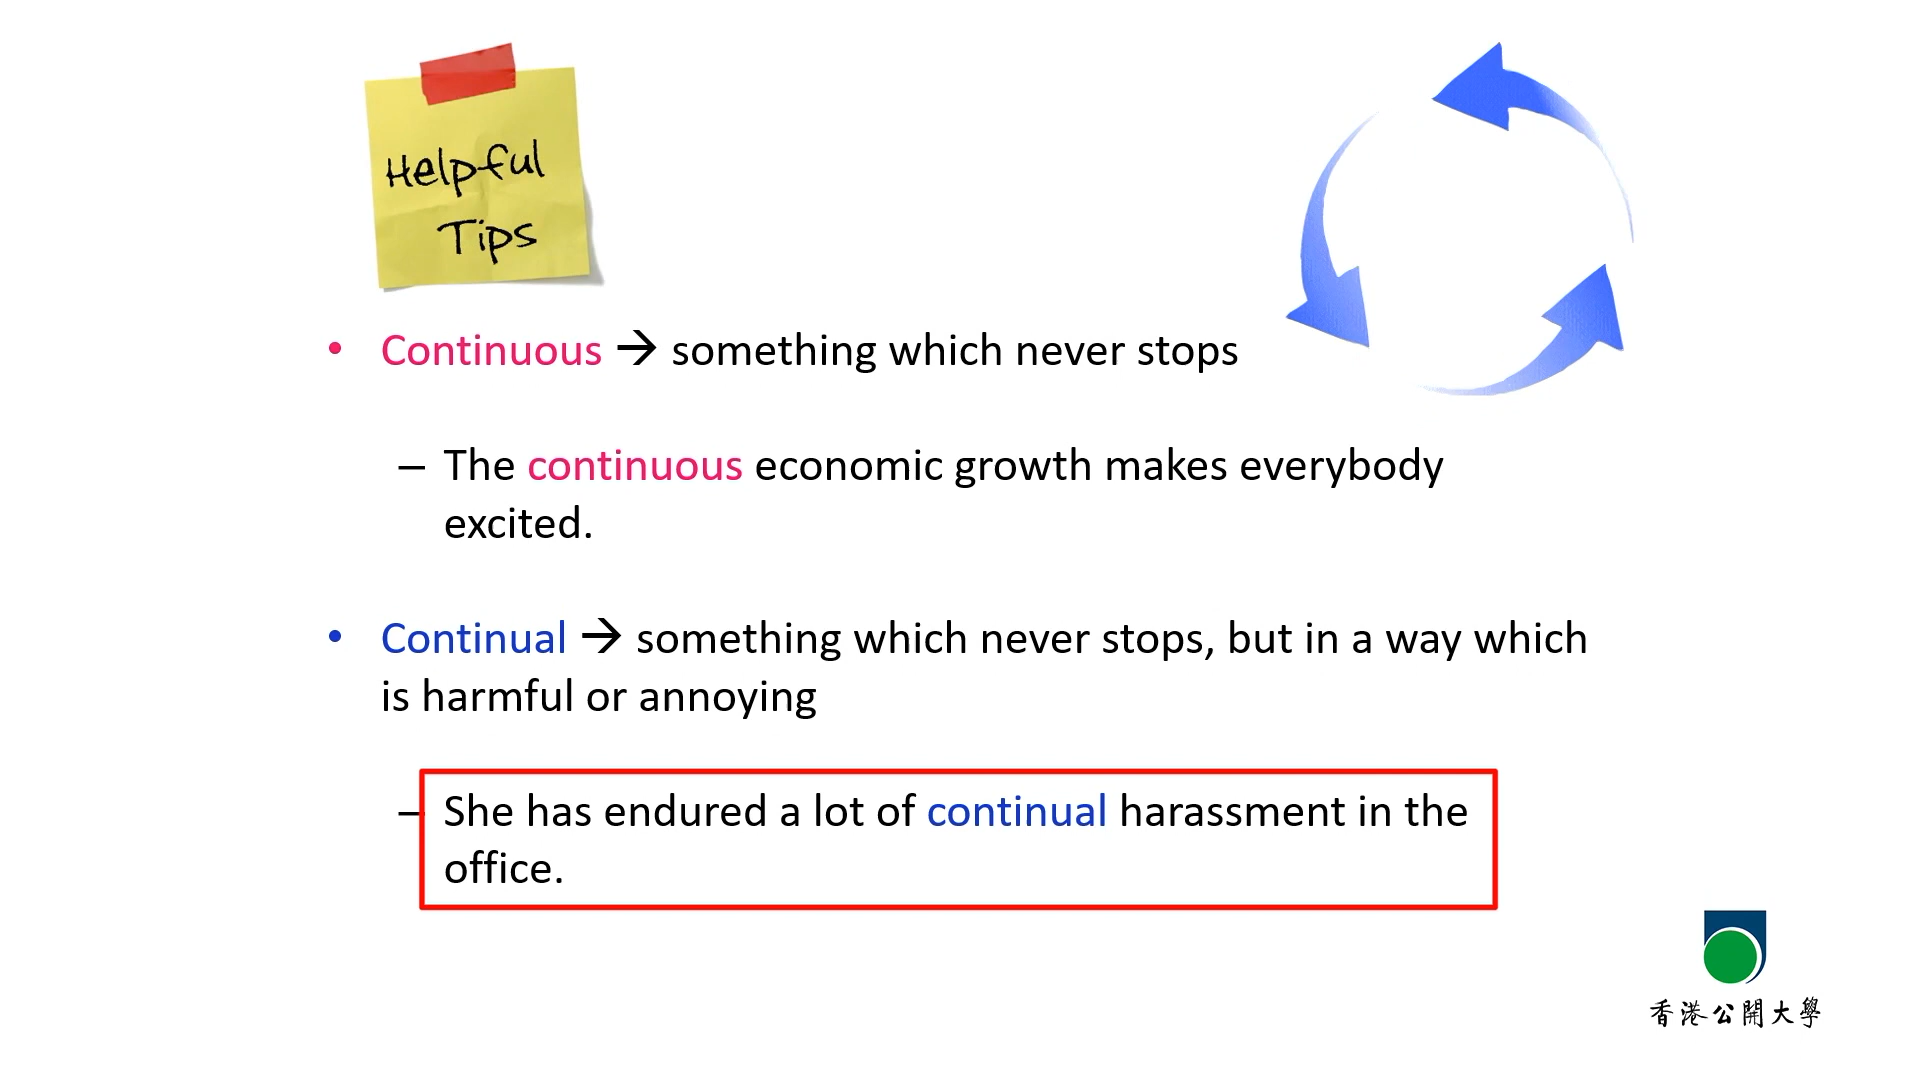 Helpful
Tips
• Continuous → something which never stops
– The continuous economic growth makes everybody
excited.
• Continual → something which never stops, but in a way which
is harmful or annoying
– She has endured a lot of continual harassment in the
office.
香港公開大學